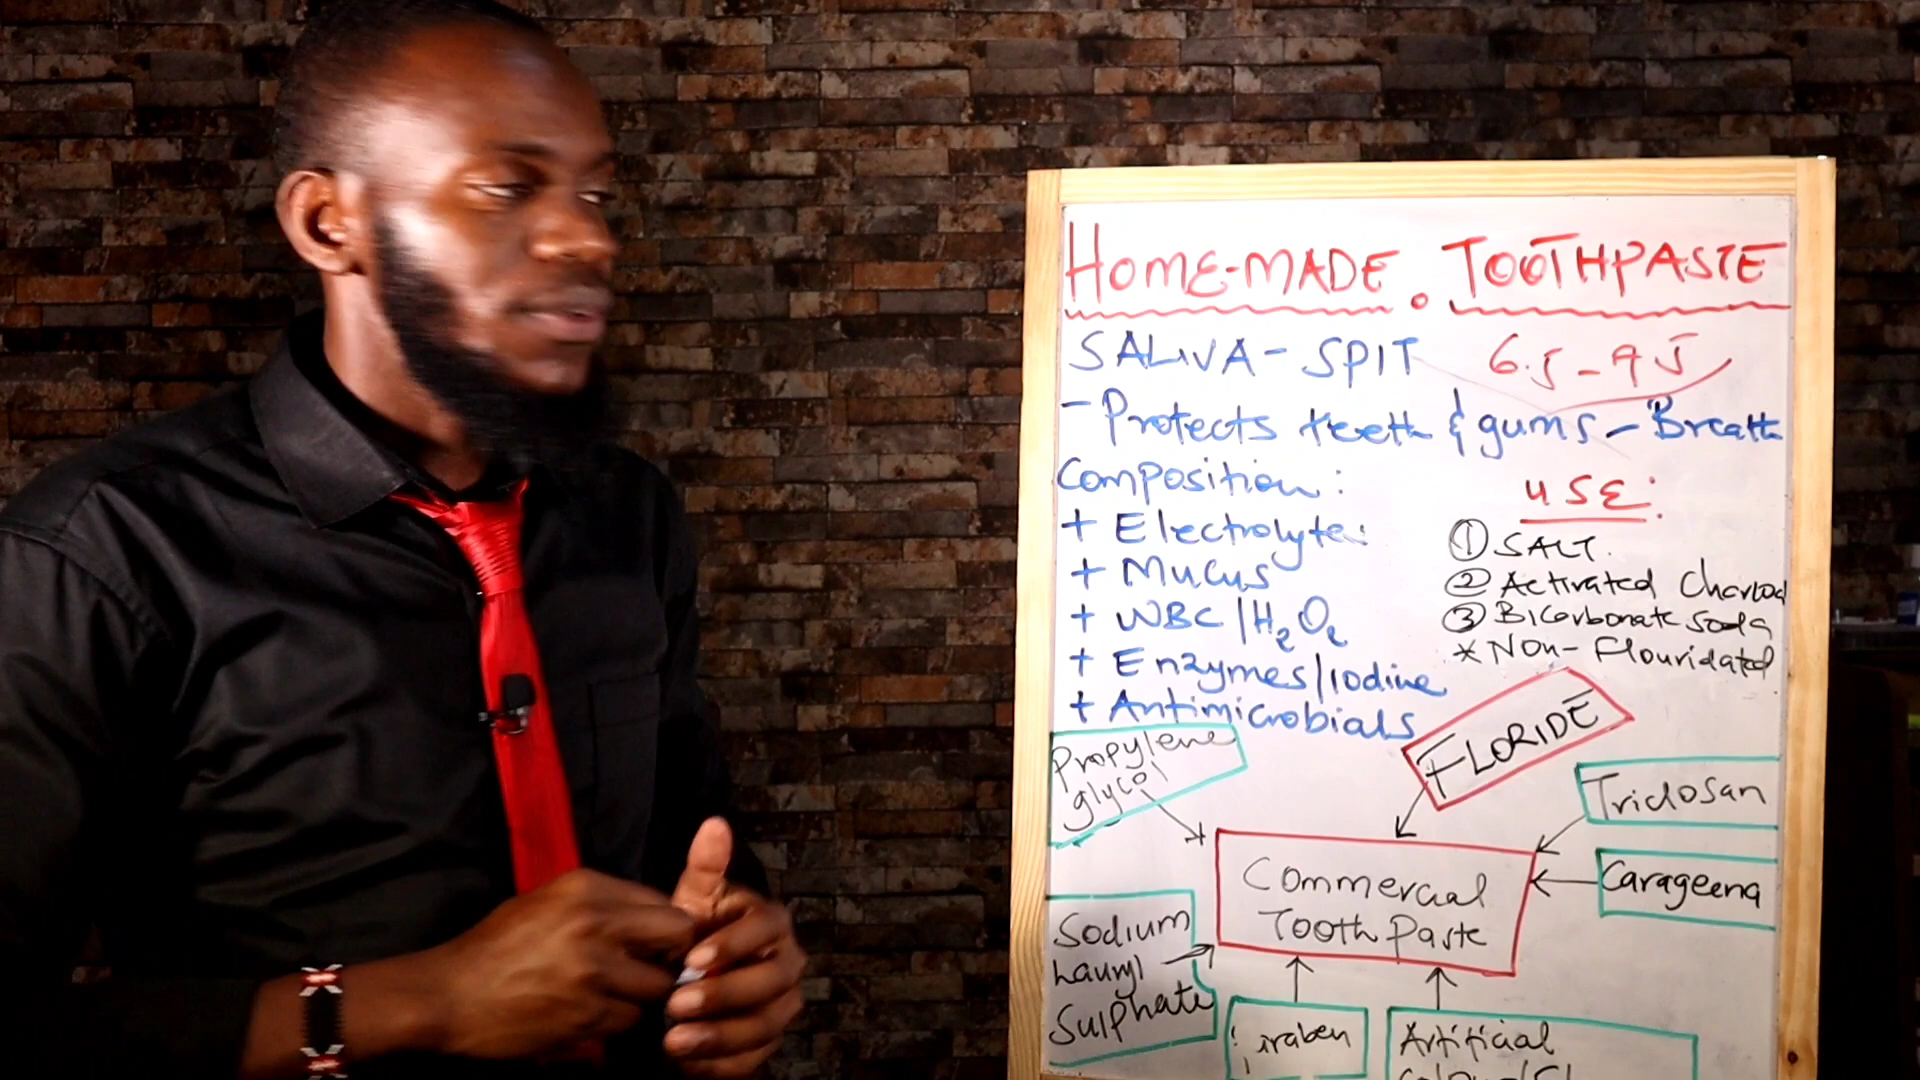 HOME-MADE. TOOTHPASTE
SALIVA - SPIT
6.5 - 9.5
- Protects teeth & gums - Breath
Composition:
+ Electrolytes
+ Mucus
+ WBC/H₂O₂
+ Enzymes/Iodine
+ Antimicrobials
USE:
① SALT.
② Activated Charcoal
③ Bicarbonate Soda
* Non-Flouridated
FLORIDE
Propylene
glycol
Triclosan
Carageena
Commercial
Tooth Paste
Sodium
Lauryl
Sulphate
Artificial